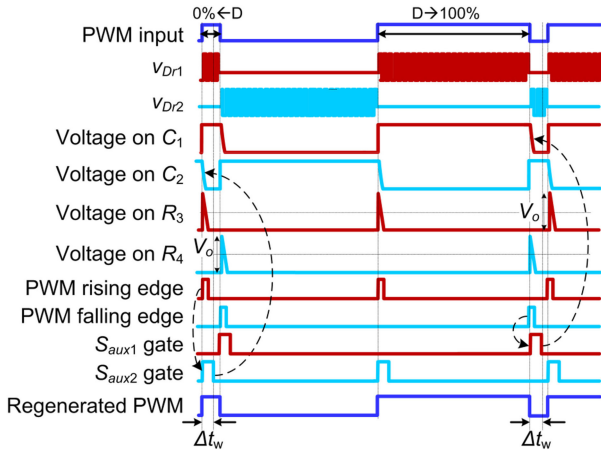 0%←D
D→100%
PWM input
vDr1
vDr2
Voltage on C1
Voltage on C2
Voltage on R3
Vo
Voltage on R4
Vo
PWM rising edge
PWM falling edge
Saux1 gate
Saux2 gate
Regenerated PWM
Δtw
Δtw